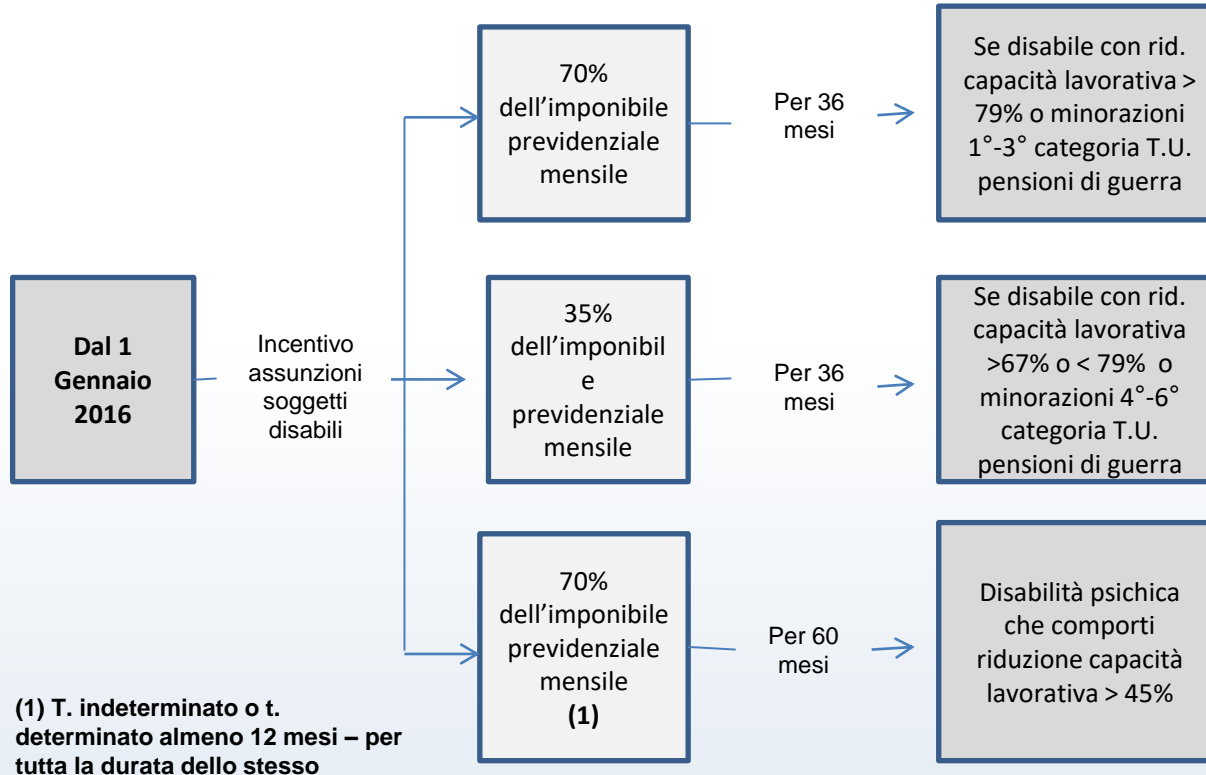 Dal 1
Gennaio
2016
Incentivo
assunzioni
soggetti
disabili
70%
dell’imponibile
previdenziale
mensile
Per 36
mesi
Se disabile con rid.
capacità lavorativa >
79% o minorazioni
1°-3° categoria T.U.
pensioni di guerra
35%
dell’imponibil
e
previdenziale
mensile
Per 36
mesi
Se disabile con rid.
capacità lavorativa
>67% o < 79% o
minorazioni 4°-6°
categoria T.U.
pensioni di guerra
70%
dell’imponibile
previdenziale
mensile
(1)
Per 60
mesi
Disabilità psichica
che comporti
riduzione capacità
lavorativa > 45%
(1) T. indeterminato o t.
determinato almeno 12 mesi – per
tutta la durata dello stesso